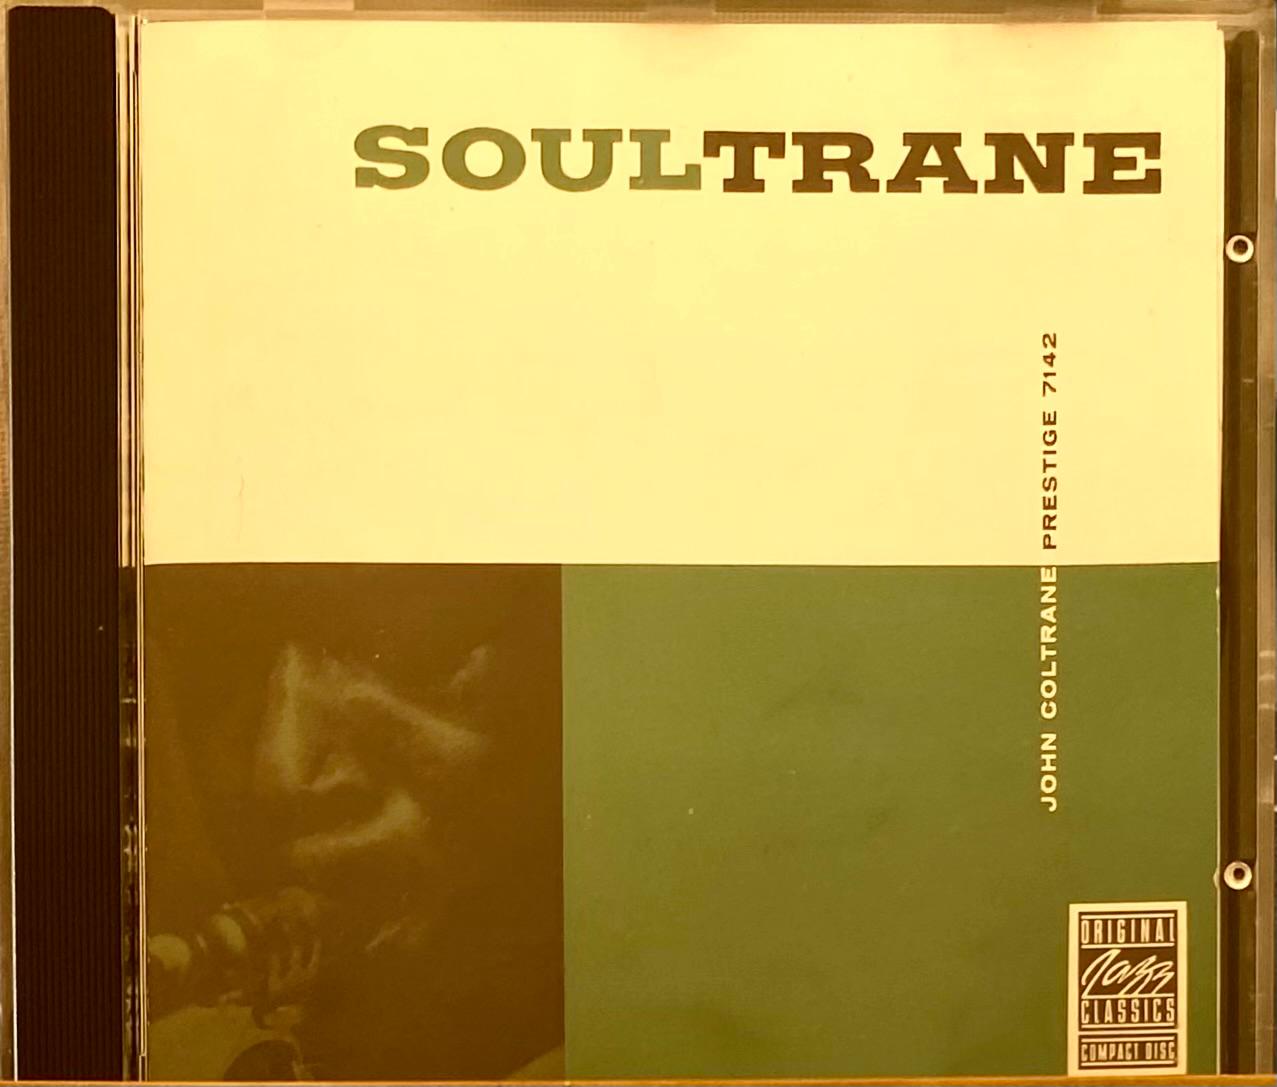 SOULTRANE
JOHN COLTRANE PRESTIGE 7142
ORIGINAL
Jazz
CLASSICS
COMPACT DISC